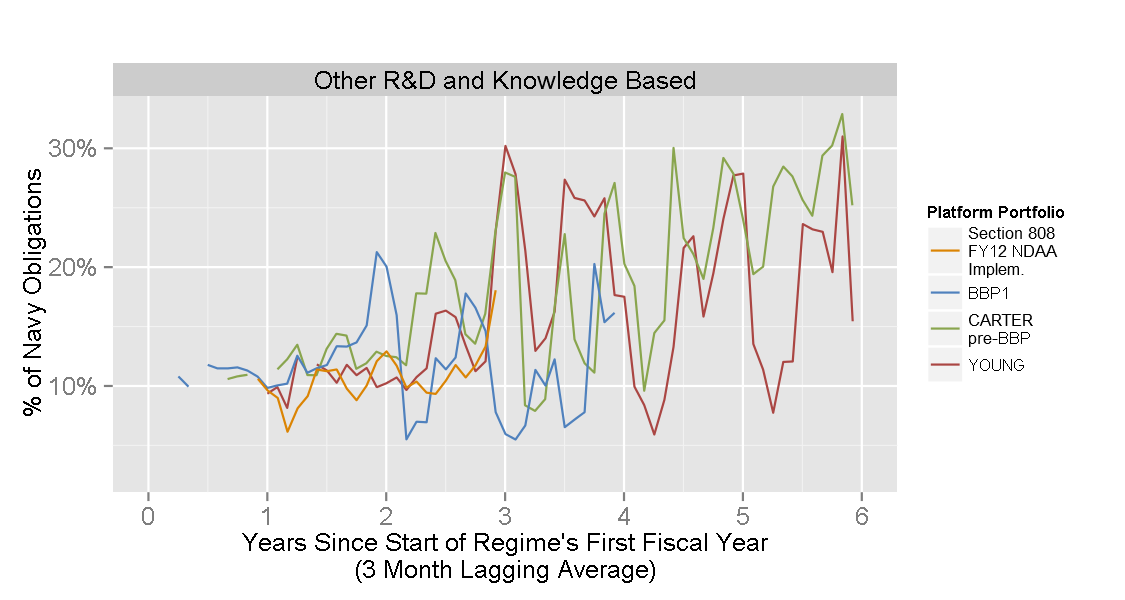 Other R&D and Knowledge Based
% of Navy Obligations
30%
20%
10%
0 1 2 3 4 5 6
Years Since Start of Regime's First Fiscal Year
(3 Month Lagging Average)
Platform Portfolio
Section 808
FY12 NDAA
Implem.
BBP1
CARTER
pre-BBP
YOUNG